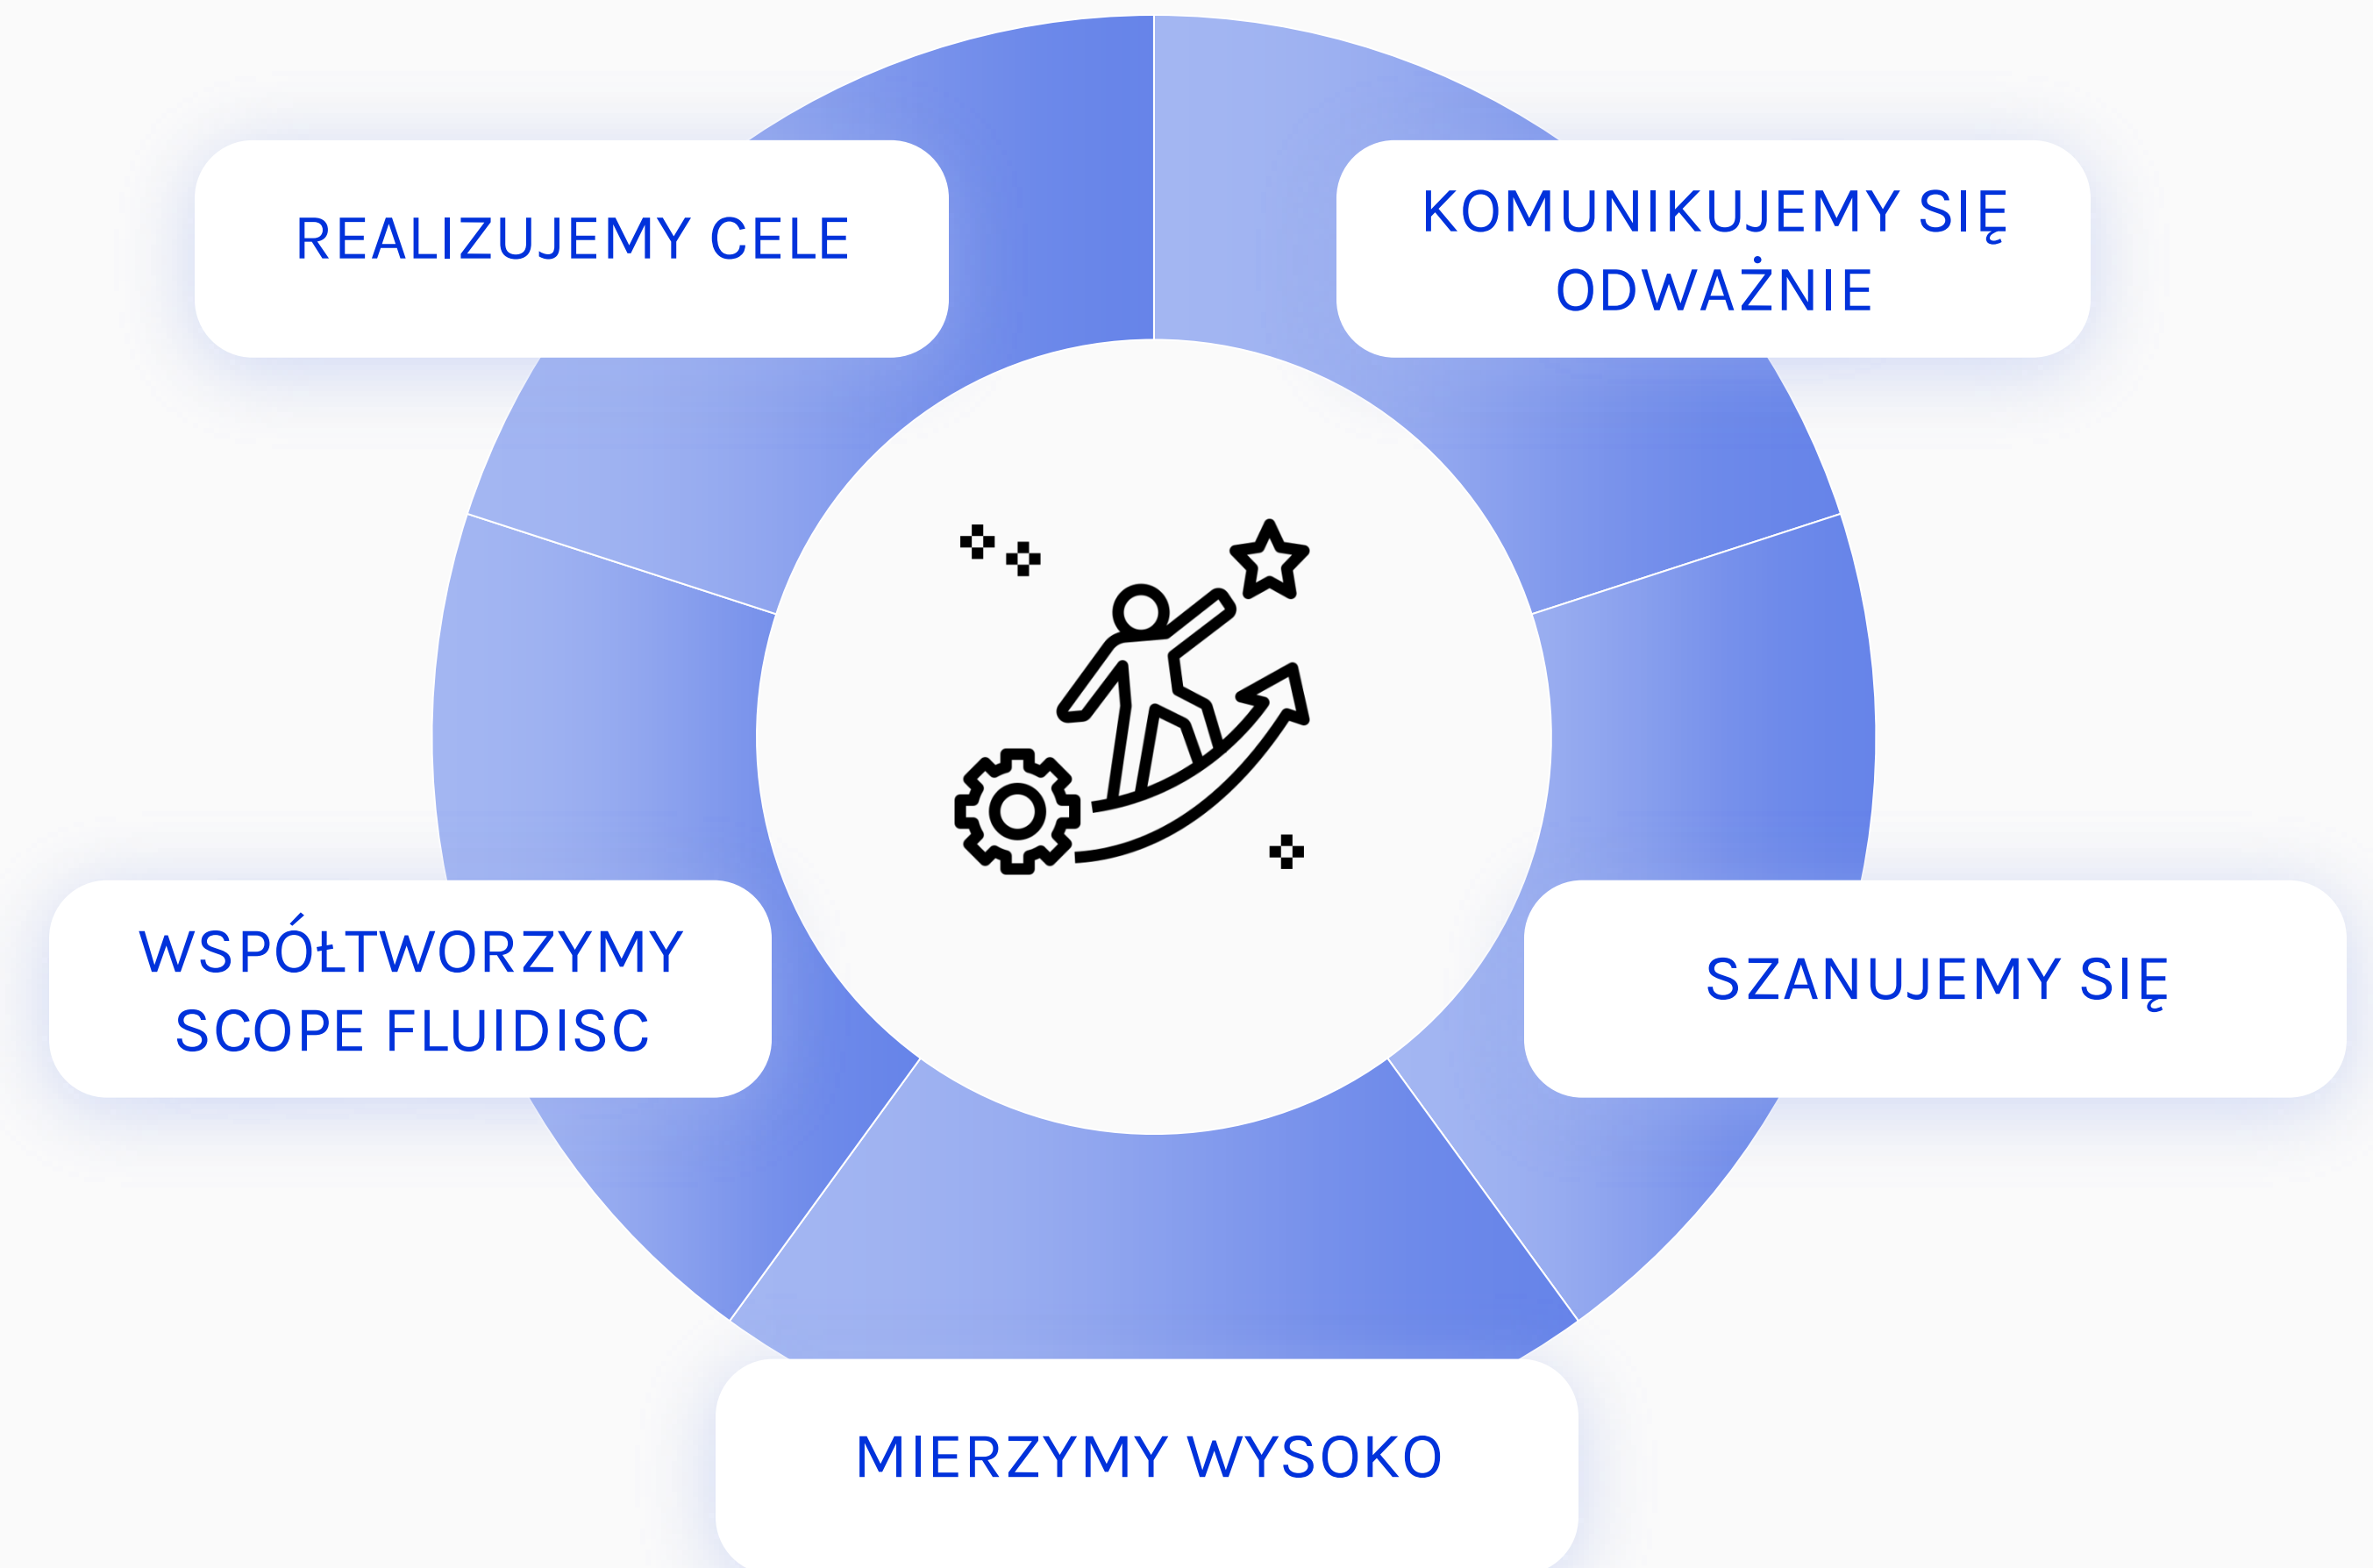 REALIZUJEMY CELE
KOMUNIKUJEMY SIĘ
ODWAŻNIE
WSPÓŁTWORZYMY
SCOPE FLUIDISC
SZANUJEMY SIĘ
MIERZYMY WYSOKO